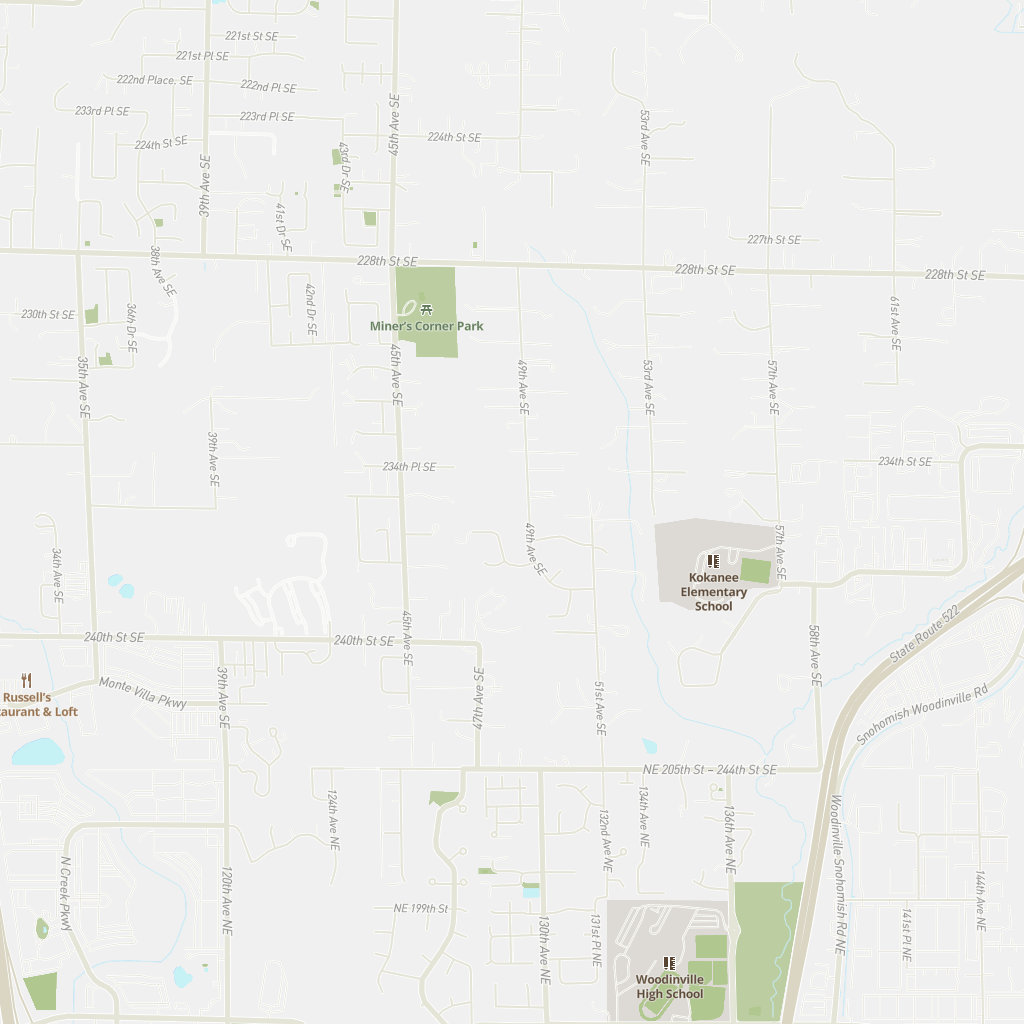 221st St SE
221st Pl SE
222nd Place, SE
222nd Pl SE
233rd Pl SE
223rd Pl SE
224th St SE
224th St SE
43rd Dr SE
45th Ave SE
53rd Ave SE
39th Ave SE
41st Dr SE
227th St SE
38th Ave SE
228th St SE
228th St SE
228th St SE
42nd Dr SE
230th St SE
36th Dr SE
61st Ave SE
Miner's Corner Park
35th Ave SE
45th Ave SE
49th Ave SE
53rd Ave SE
57th Ave SE
39th Ave SE
234th Pl SE
234th St SE
49th Ave SE
57th Ave SE
34th Ave SE
Kokanee
Elementary
School
State Route 522
240th St SE
240th St SE
45th Ave SE
58th Ave SE
39th Ave SE
Russell's
taurant & Loft
Monte Villa Pkwy
47th Ave SE
51st Ave SE
Snohomish Woodinville Rd
NE 205th St – 244th St SE
124th Ave NE
132nd Ave NE
134th Ave NE
136th Ave NE
Woodinville Snohomish Rd NE
N Creek Pkwy
120th Ave NE
144th Ave NE
NE 199th St
130th Ave NE
131st Pl NE
141st Pl NE
Woodinville
High School